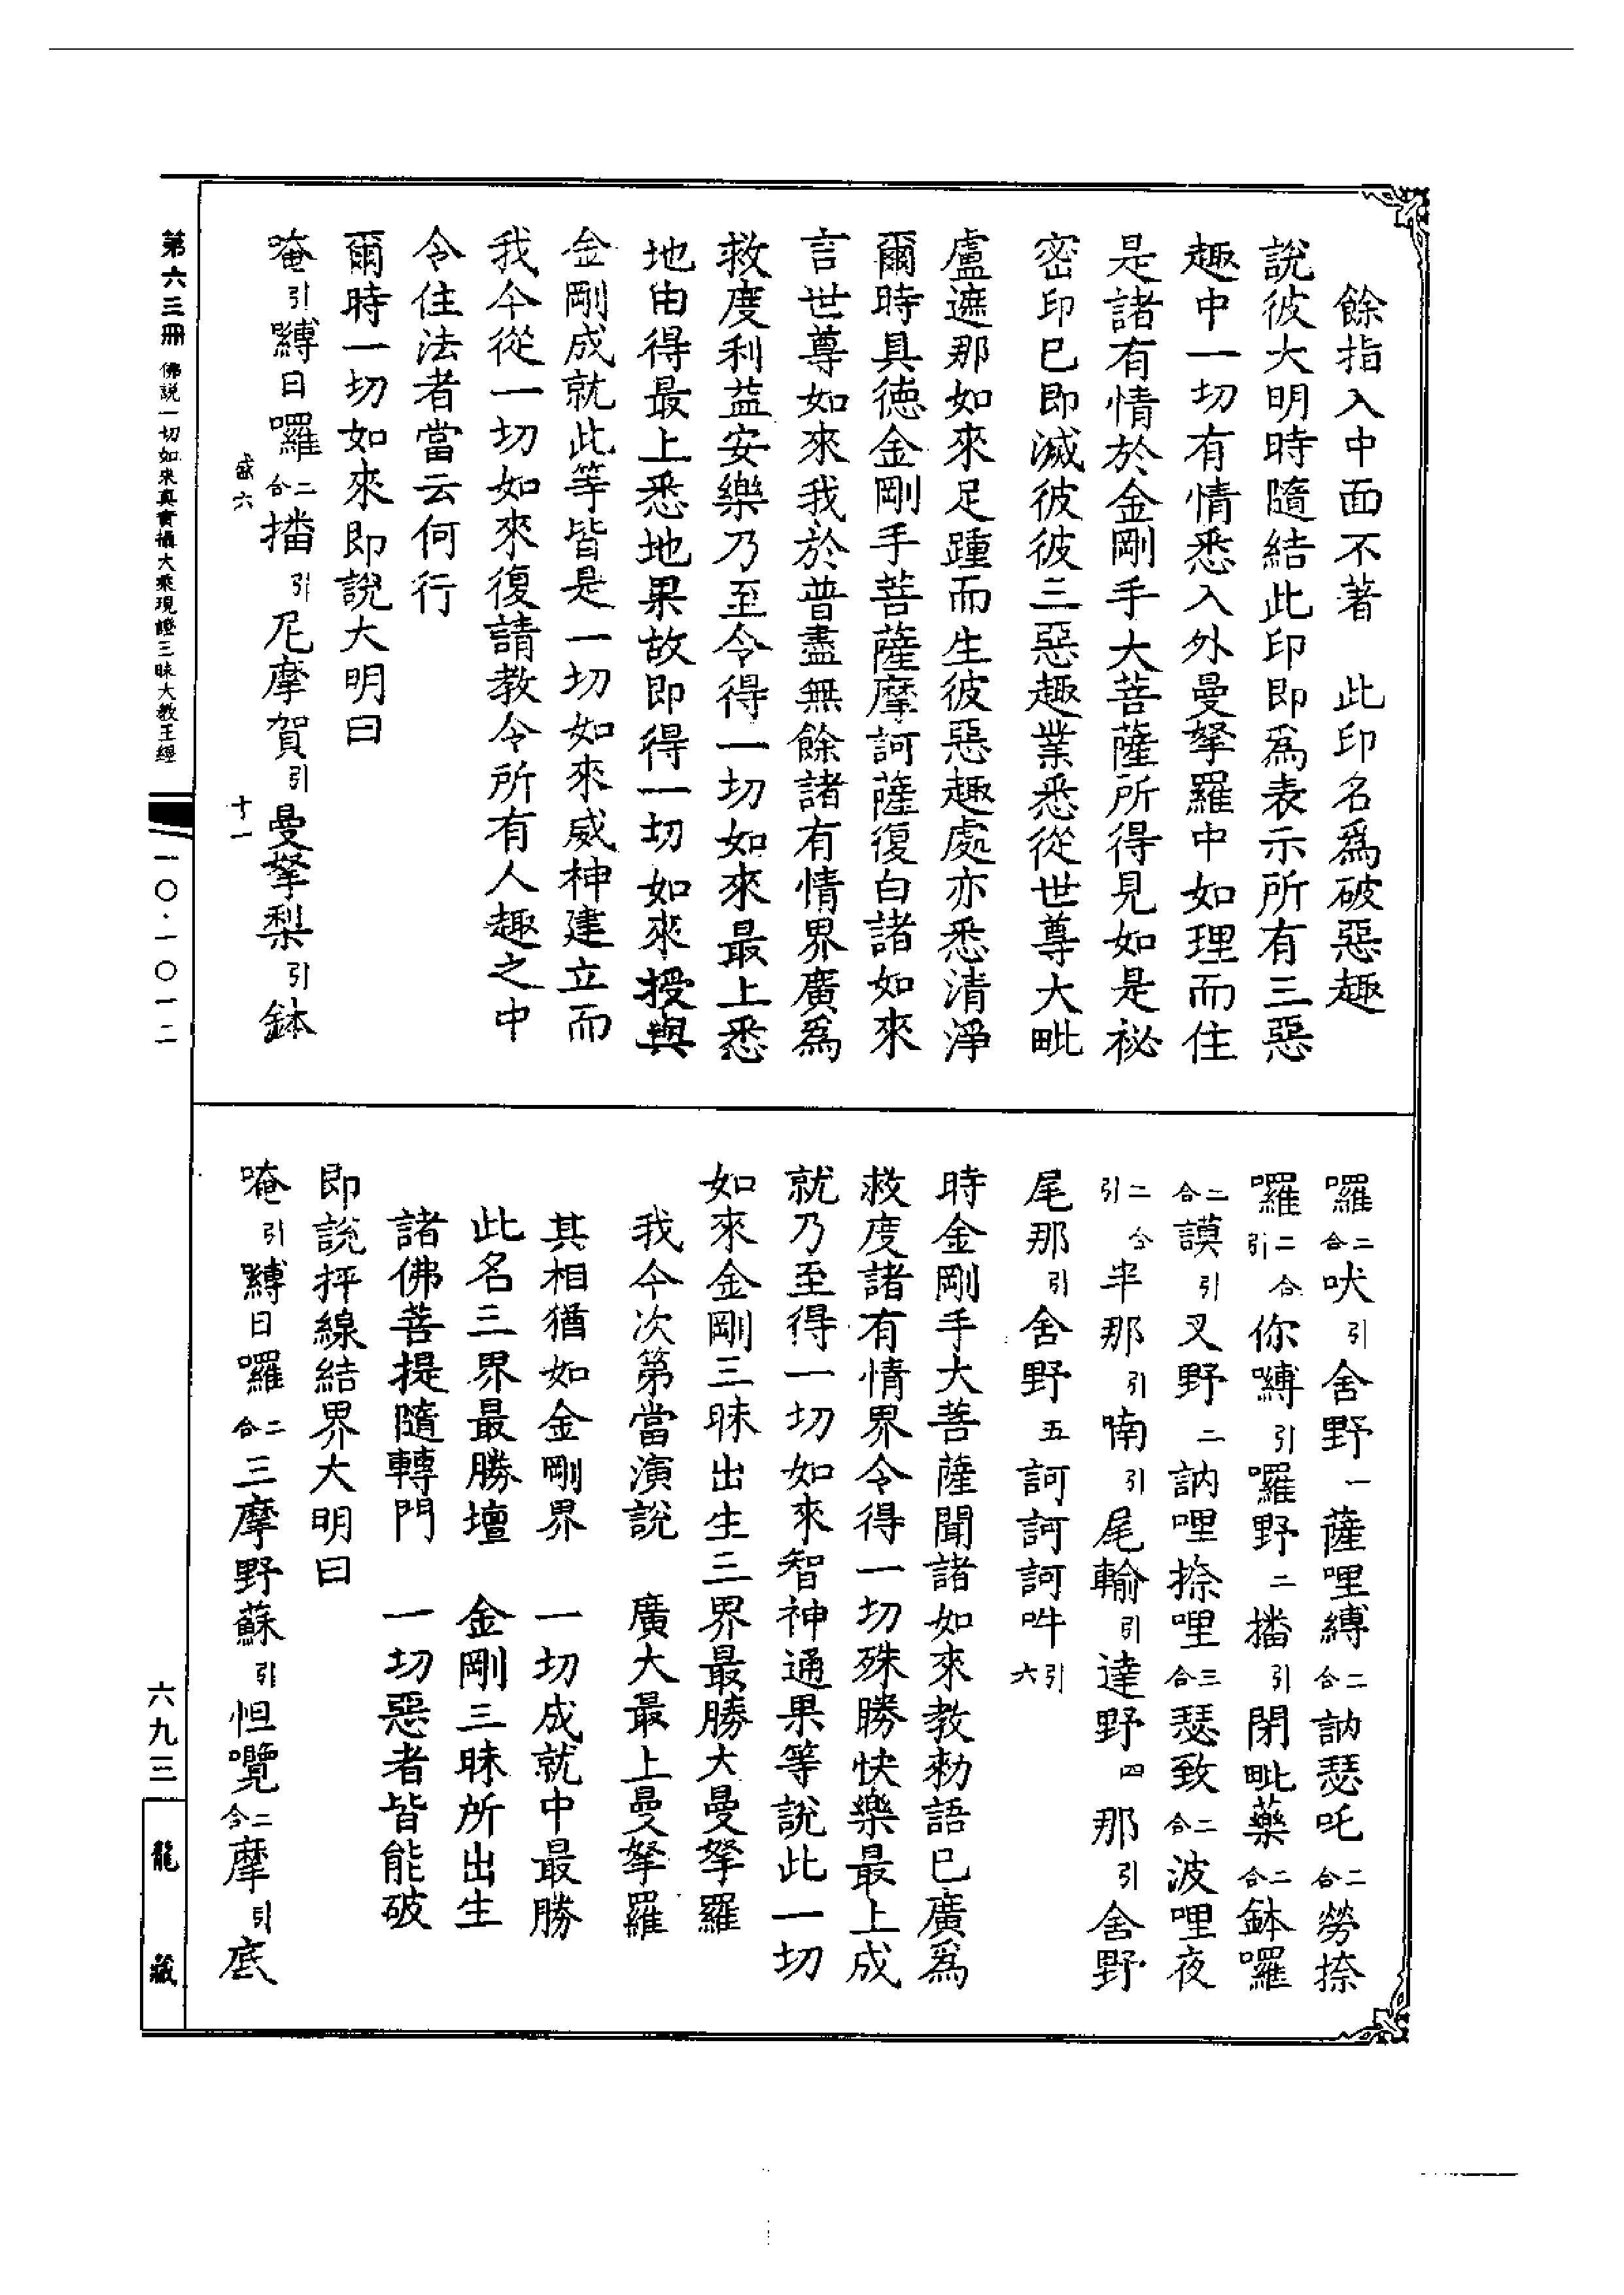 餘指入中面不著　此印名爲破惡趣
說彼大明時隨結此印即爲表示所有三惡
趣中一切有情悉入外曼拏羅中如理而住
是諸有情於金剛手大菩薩所得見如是祕
密印已即滅彼彼三惡趣業悉從世尊大毗
盧遮那如來足踵而生彼惡趣處亦悉清淨
爾時具德金剛手菩薩摩訶薩復白諸如來
言世尊如來我於普盡無餘諸有情界廣爲
救度利益安樂乃至令得一切如來最上悉
地由得最上悉地果故即得一切如來授與
金剛成就此等皆是一切如來威神建立而
我今從一切如來復請教令所有人趣之中
令住法者當云何行
爾時一切如來即說大明曰
唵引嚩日囉二合播引尼摩賀引曼拏梨引鉢
囉二合吠引舍野一薩哩嚩二合訥瑟吒二合勞捺
囉二合引你嚩引囉野二播引閉毗藥二合鉢囉
二合謨引叉野二訥哩捺哩三合瑟致二合波哩夜
二合引半那引喃引尾輸引達野四那引舍野
尾那引舍野五訶訶訶吽引六
時金剛手大菩薩聞諸如來教勑語已廣爲
救度諸有情界令得一切殊勝快樂最上成
就乃至得一切如來智神通果等說此一切
如來金剛三昧出生三界最勝大曼拏羅
我今次第當演說　廣大最上曼拏羅
其相猶如金剛界　一切成就中最勝
此名三界最勝壇　金剛三昧所出生
諸佛菩提隨轉門　一切惡者皆能破
即說抨線結界大明曰
唵引嚩日囉二合三摩野蘇引怛囕二合摩引底
第六三冊　佛說一切如來真實攝大乘現證三昧大教王經
盛六　十一
一〇·一〇一二
六九三
龍藏